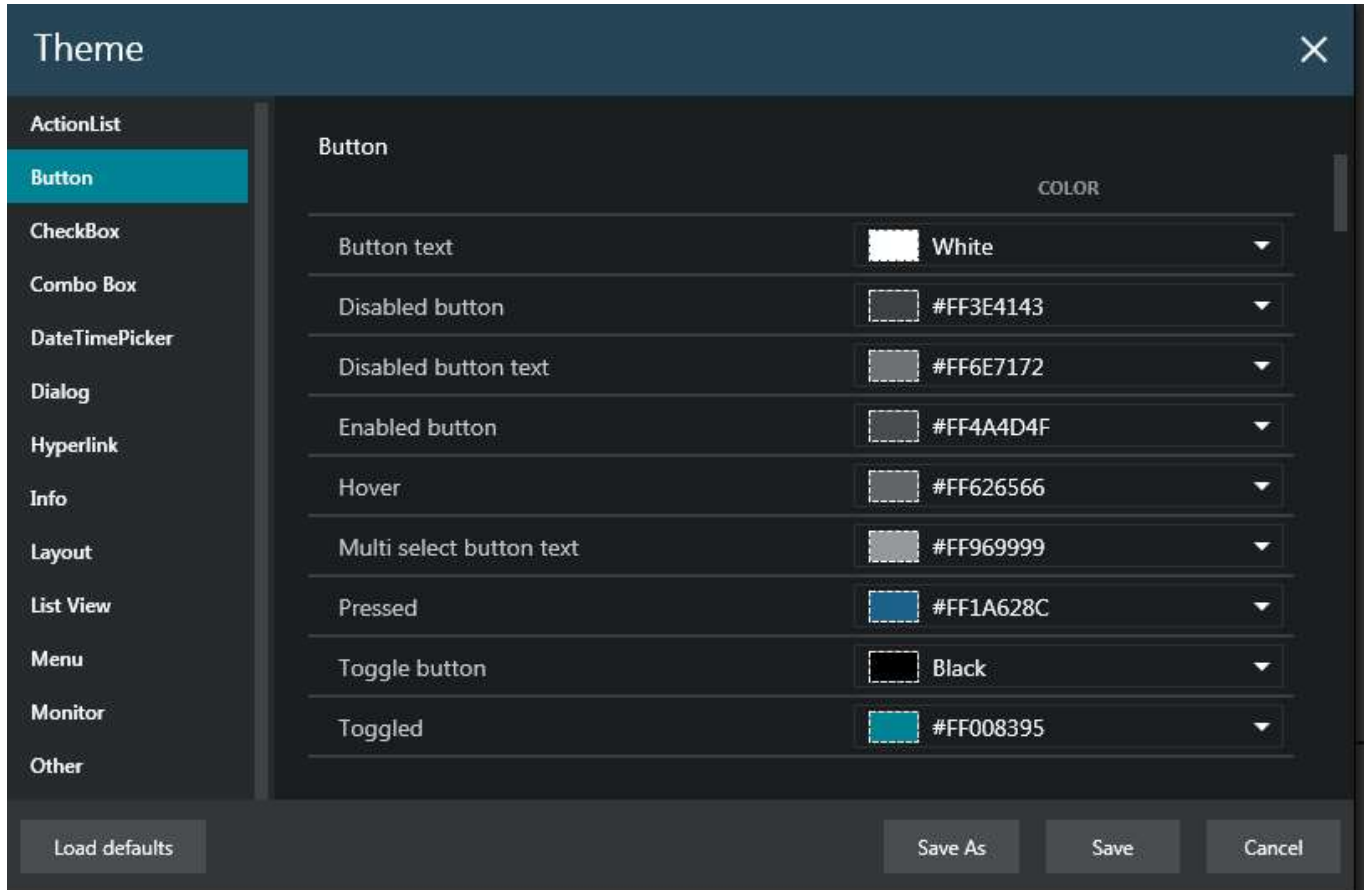 Theme
ActionList
Button
CheckBox
Combo Box
DateTimePicker
Dialog
Hyperlink
Info
Layout
List View
Menu
Monitor
Other
Button
COLOR
Button text White
Disabled button #FF3E4143
Disabled button text #FF6E7172
Enabled button #FF4A4D4F
Hover #FF626566
Multi select button text #FF969999
Pressed #FF1A628C
Toggle button Black
Toggled #FF008395
Load defaults Save As Save Cancel